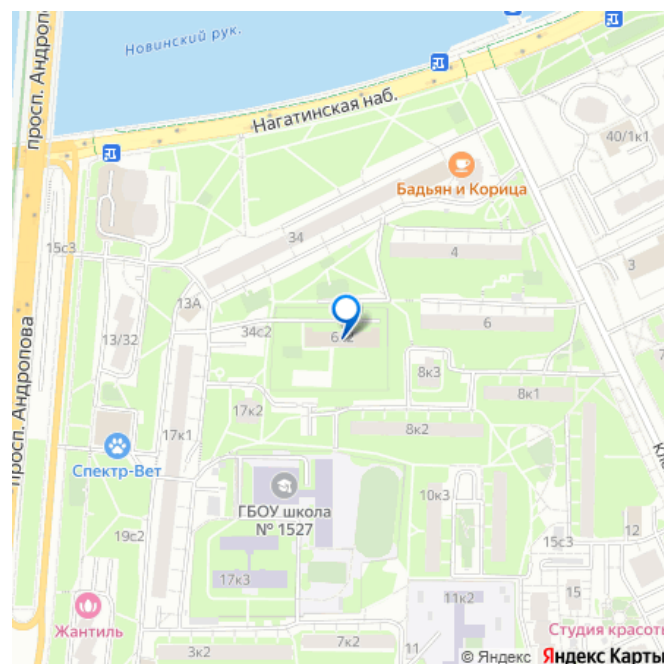 Новинский рук.
просп. Андропова
Нагатинская наб.
40/1к1
Бадьян и Корица
34
4
15с3
3
13А
13/32
34с2
6
8к3
8к1
17к2
8к2
17к1
просп. Андропова
Спектр-Вет
10к3
ГБОУ школа
№ 1527
19с2
12
15с3
17к3
15
11к2
Жантиль
Студия красоты
7к2
11
3к2
© Яндекс Яндекс Карты